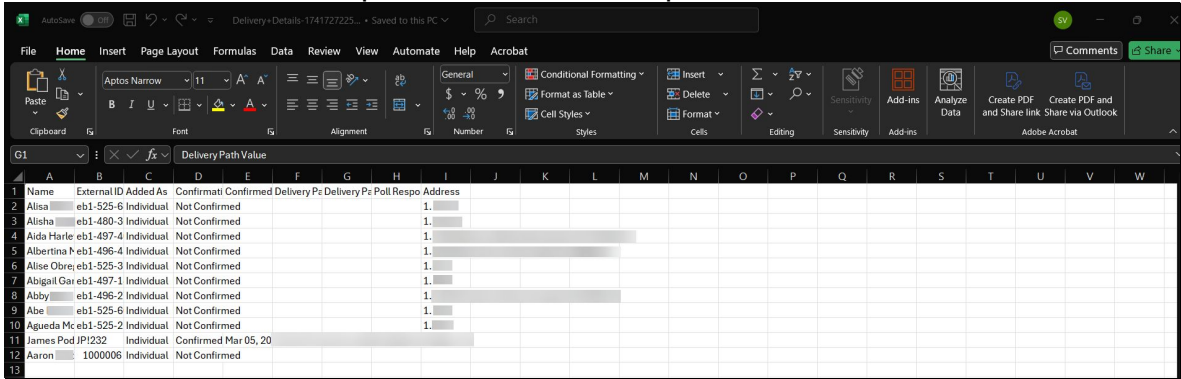 AutoSave Off Delivery+Details-1741727225... • Saved to this PC Search SV
File Home Insert Page Layout Formulas Data Review View Automate Help Acrobat Comments Share
Paste
Clipboard
Aptos Narrow 11 A A
B I U A
Font
ab
Alignment
General
$ % 9
Number
Conditional Formatting
Format as Table
Cell Styles
Styles
Insert
Delete
Format
Cells
Editing
Sensitivity
Sensitivity
Add-ins
Add-ins
Analyze
Data
Create PDF
and Share link
Create PDF and
Share via Outlook
Adobe Acrobat
G1 fx Delivery Path Value
A B C D E F G H I J K L M N O P Q R S T U V W
1 Name External ID Added As Confirmati Confirmed Delivery Pa Delivery Pa Poll Respo Address
2 Alisa eb1-525-6 Individual Not Confirmed 1.
3 Alisha eb1-480-3 Individual Not Confirmed 1.
4 Aida Harle eb1-497-4 Individual Not Confirmed 1.
5 Albertina eb1-496-4 Individual Not Confirmed 1.
6 Alise Obre eb1-525-3 Individual Not Confirmed 1.
7 Abigail Gar eb1-497-1 Individual Not Confirmed 1.
8 Abby eb1-496-2 Individual Not Confirmed 1.
9 Abe eb1-525-6 Individual Not Confirmed 1.
10 Agueda Mc eb1-525-2 Individual Not Confirmed 1.
11 James Pod JP!232 Individual Confirmed Mar 05, 20
12 Aaron 1000006 Individual Not Confirmed
13